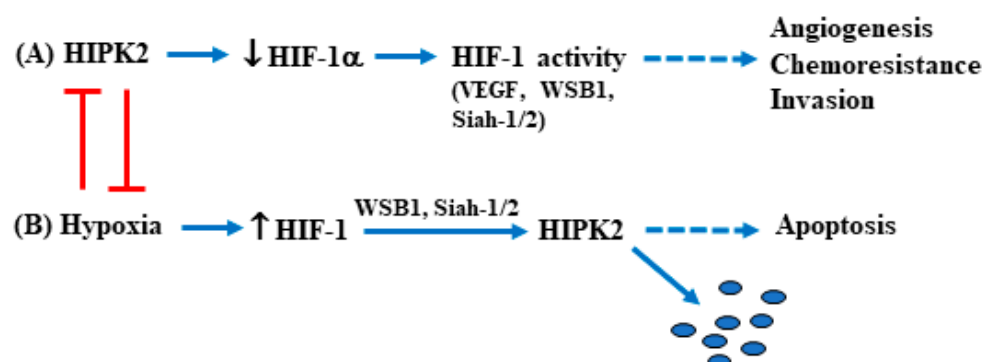 (A) HIPK2
↓HIF-1α
HIF-1 activity
(VEGF, WSB1,
Siah-1/2)
Angiogenesis
Chemoresistance
Invasion
(B) Hypoxia
↑HIF-1
WSB1, Siah-1/2
HIPK2
Apoptosis